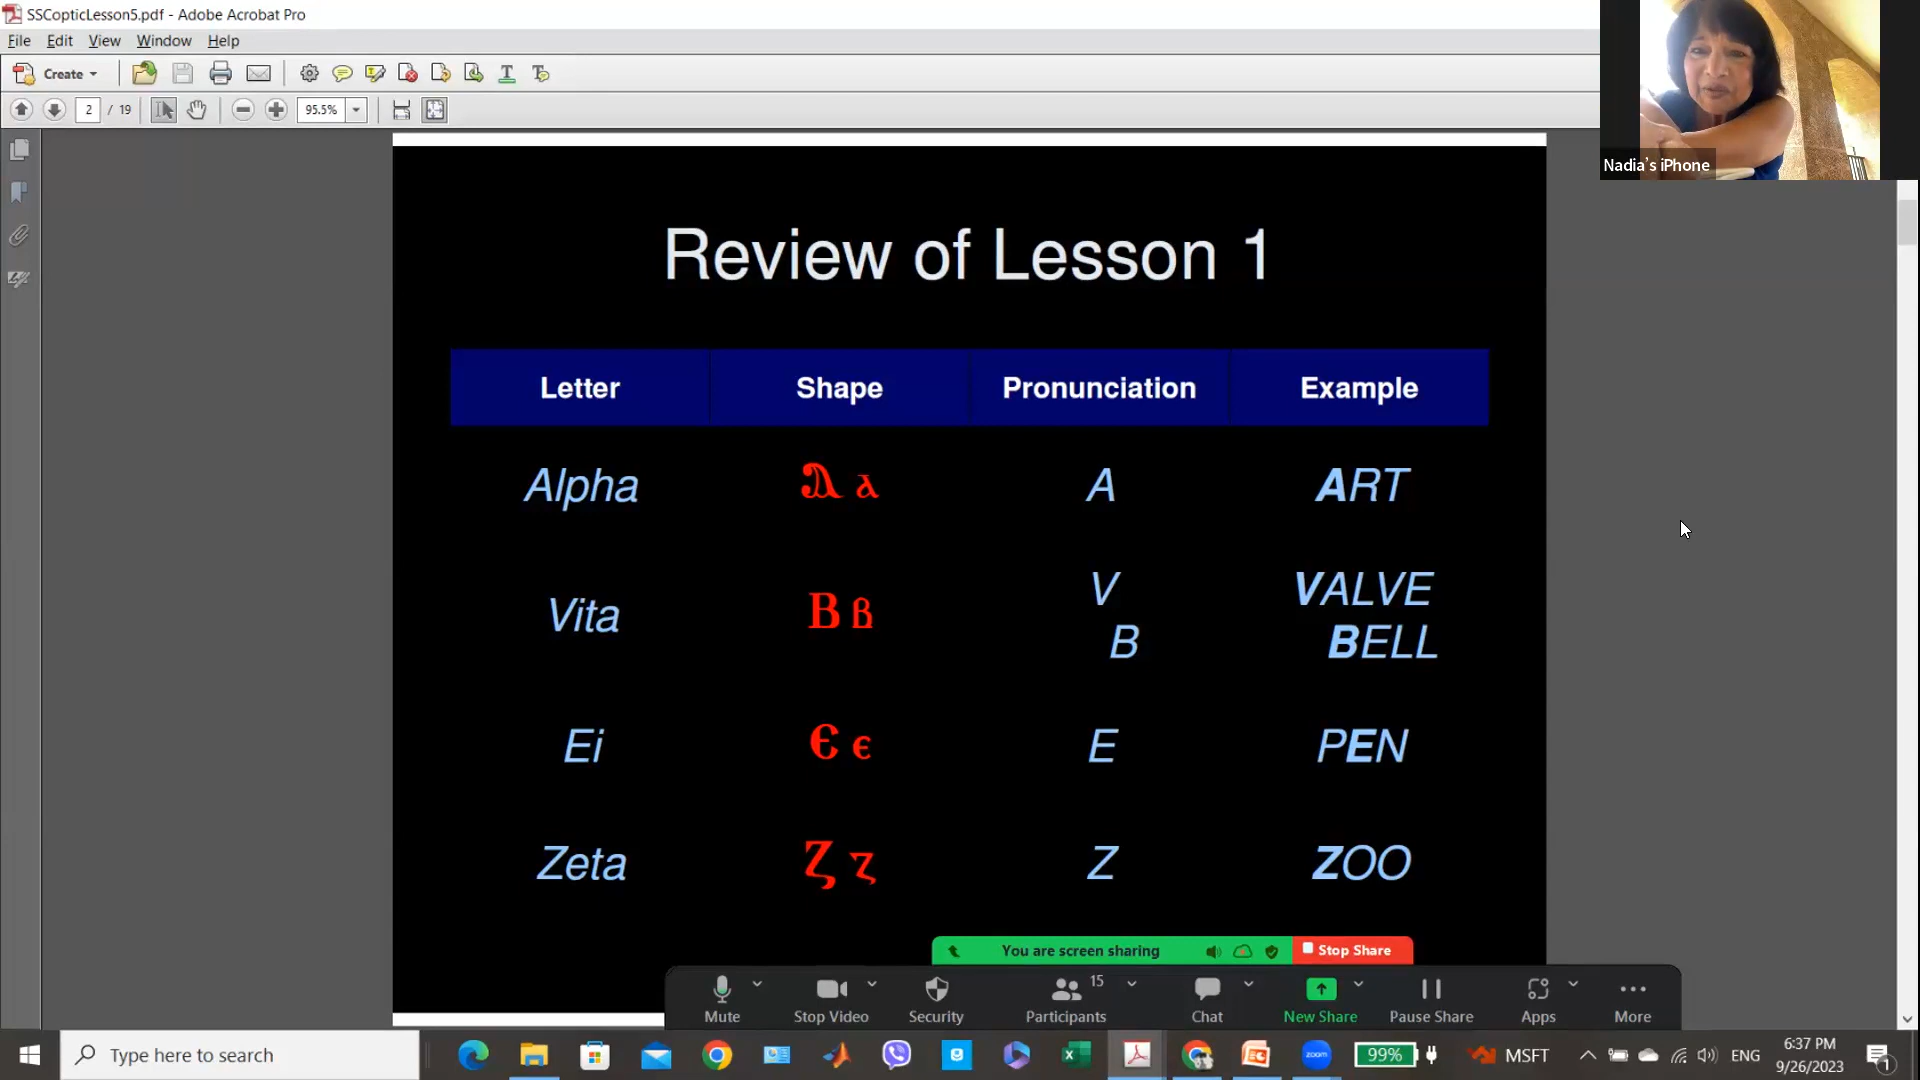 SSCopticLesson5.pdf - Adobe Acrobat Pro
File Edit View Window Help
Create
2 / 19 95.5%
Nadia's iPhone
Review of Lesson 1
Letter Shape Pronunciation Example
Alpha Ⲁ ⲁ A ART
Vita Ⲃ ⲃ V VALVE
B BELL
Ei Ⲉ ⲉ E PEN
Zeta Ⲍ ⲍ Z ZOO
You are screen sharing Stop Share
15
Mute Stop Video Security Participants Chat New Share Pause Share Apps More
Type here to search
zoom 99% MSFT ENG
6:37 PM
9/26/2023
1